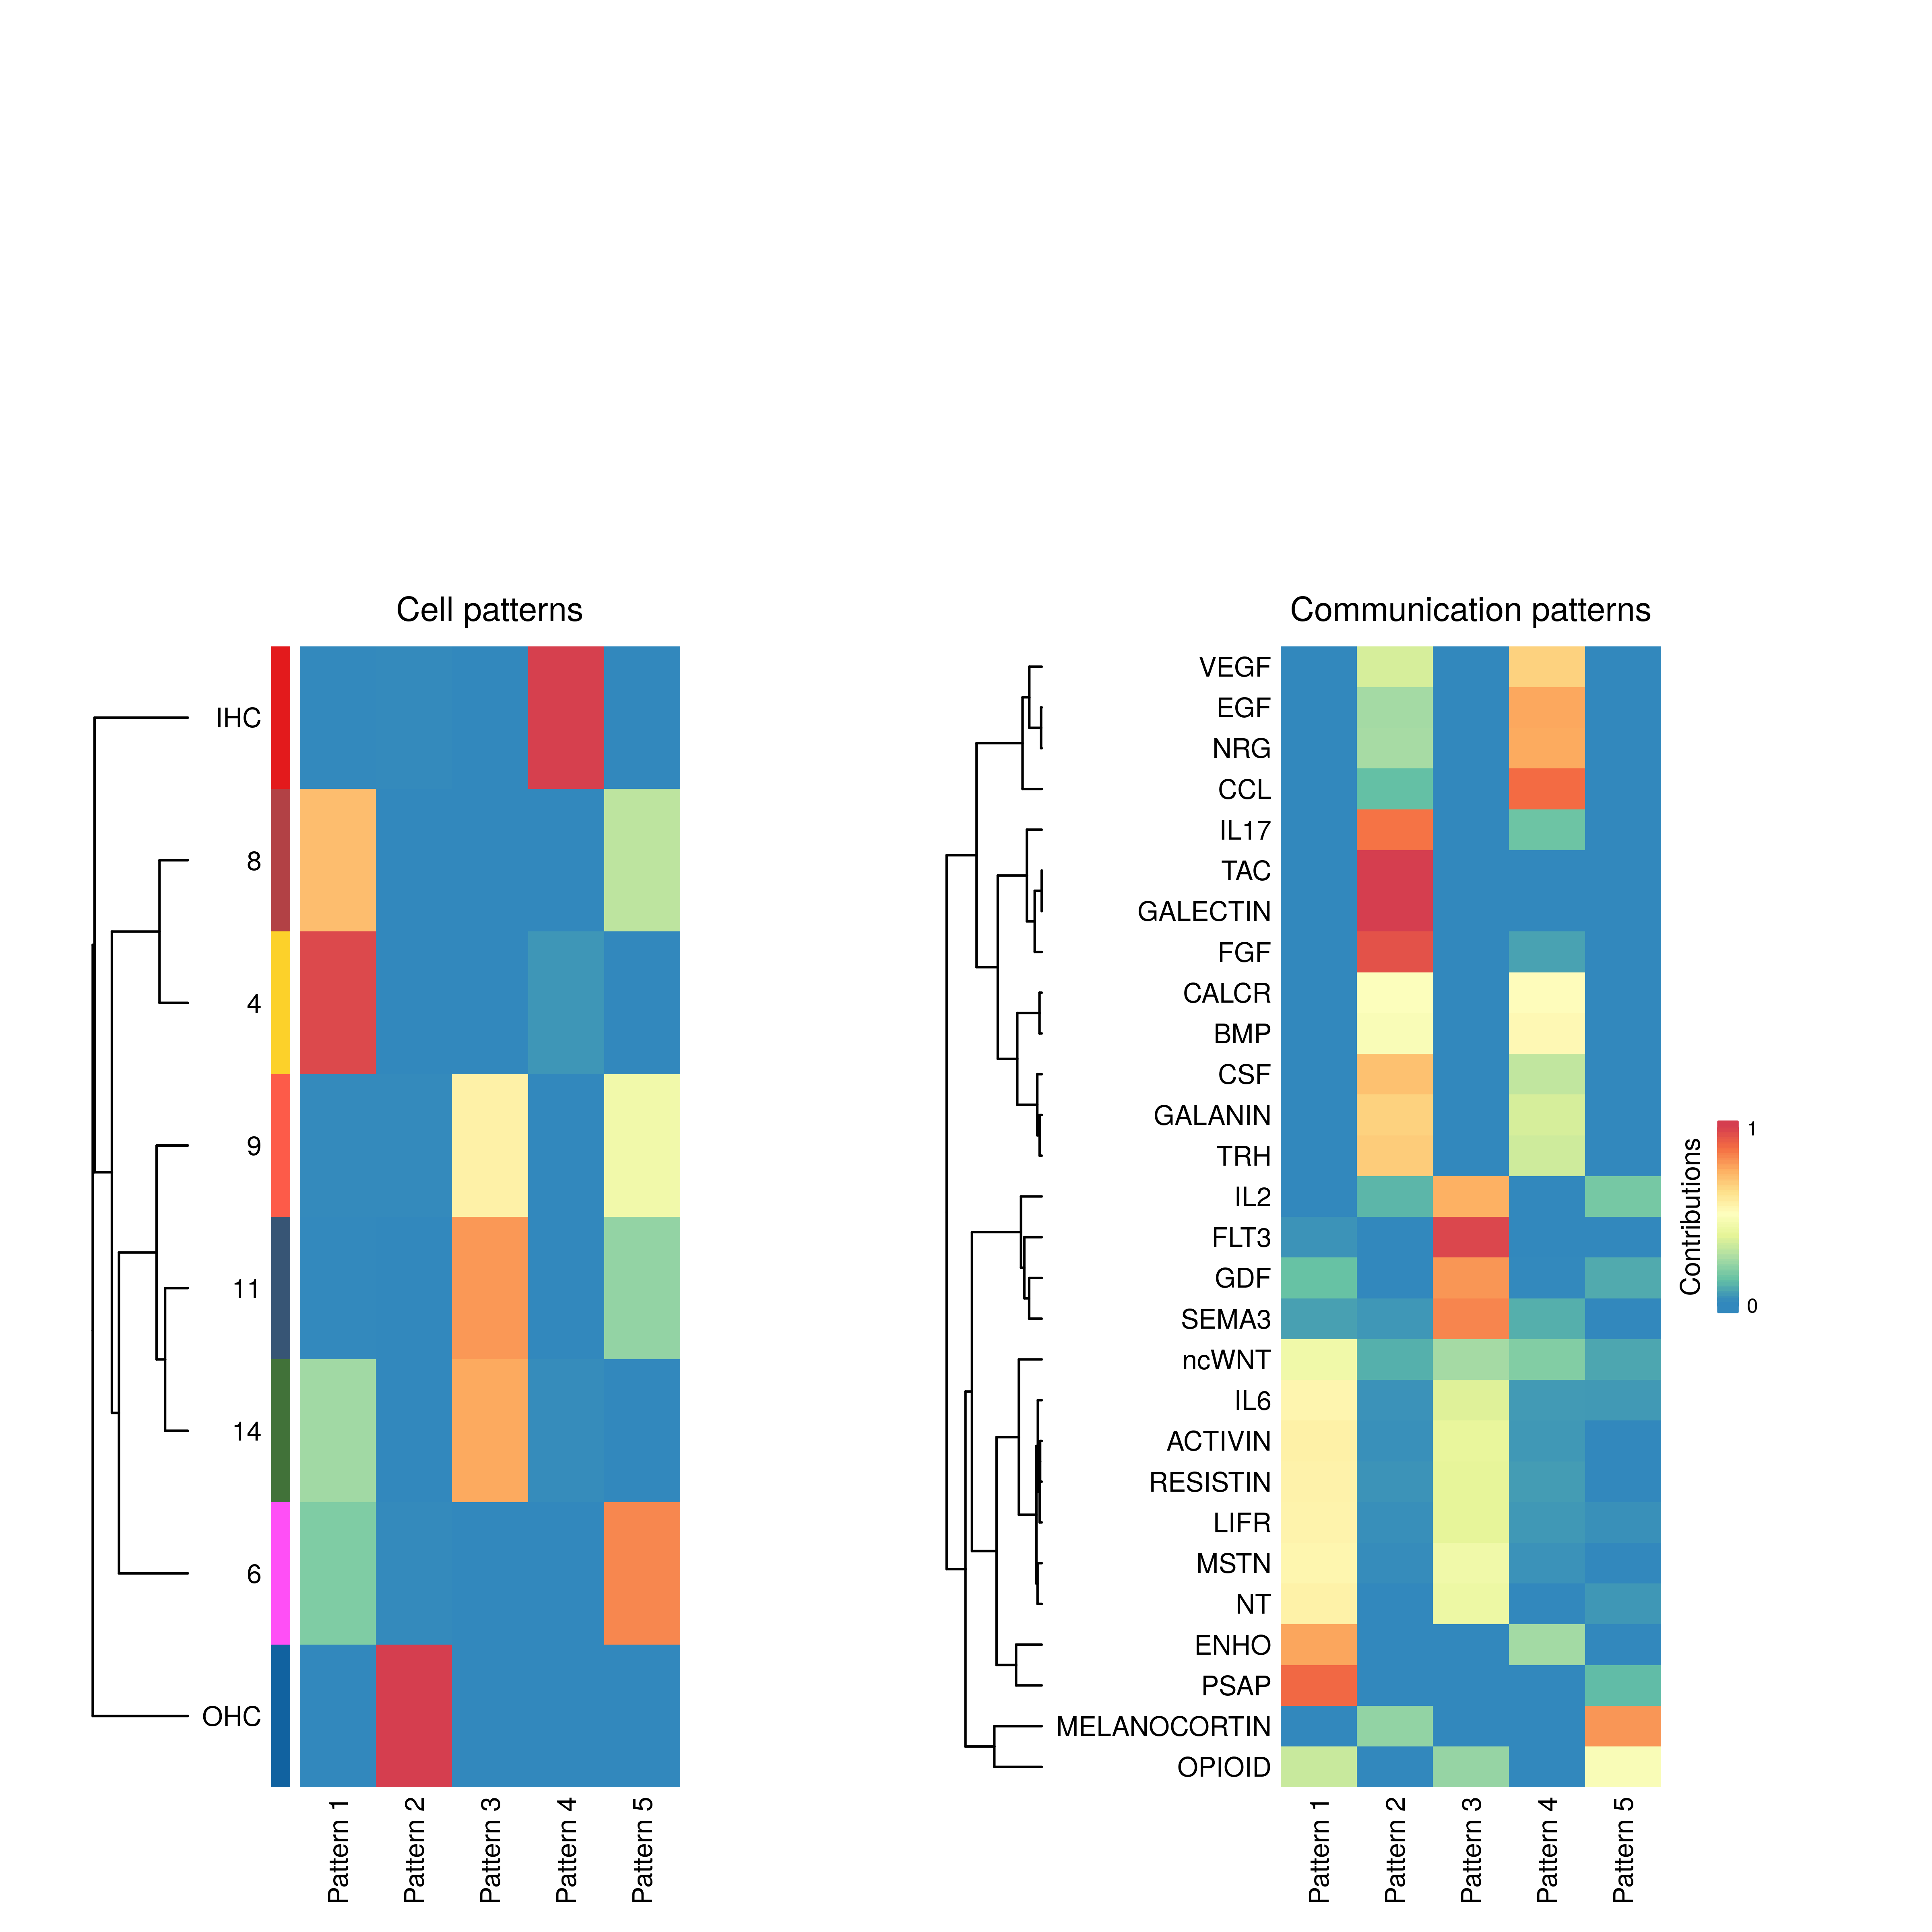 Cell patterns
IHC
8
4
9
11
14
6
OHC
Pattern 1
Pattern 2
Pattern 3
Pattern 4
Pattern 5
Communication patterns
VEGF
EGF
NRG
CCL
IL17
TAC
GALECTIN
FGF
CALCR
BMP
CSF
GALANIN
TRH
IL2
FLT3
GDF
SEMA3
ncWNT
IL6
ACTIVIN
RESISTIN
LIFR
MSTN
NT
ENHO
PSAP
MELANOCORTIN
OPIOID
Pattern 1
Pattern 2
Pattern 3
Pattern 4
Pattern 5
Contributions
1
0